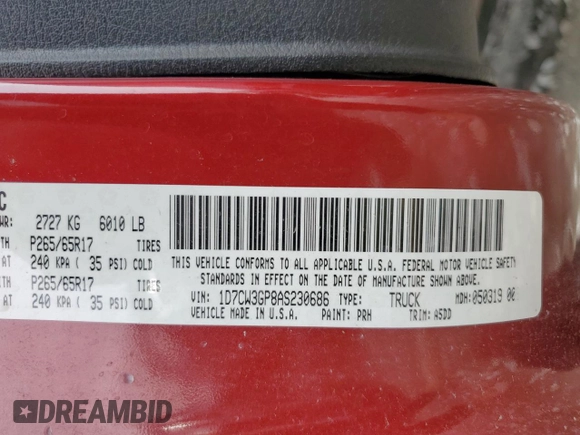 C
WR: 2727 KG 6010 LB
TH P265/65R17 TIRES
AT 240 KPA ( 35 PSI) COLD
TH P265/65R17 TIRES
AT 240 KPA ( 35 PSI) COLD
THIS VEHICLE CONFORMS TO ALL APPLICABLE U.S.A. FEDERAL MOTOR VEHICLE SAFETY
STANDARDS IN EFFECT ON THE DATE OF MANUFACTURE SHOWN ABOVE
VIN: 1D7CW3GP8AS230686 TYPE: TRUCK MDH: 050319 00
VEHICLE MADE IN U.S.A. PAINT: PRH TRIM: ASDD
DREAMBID